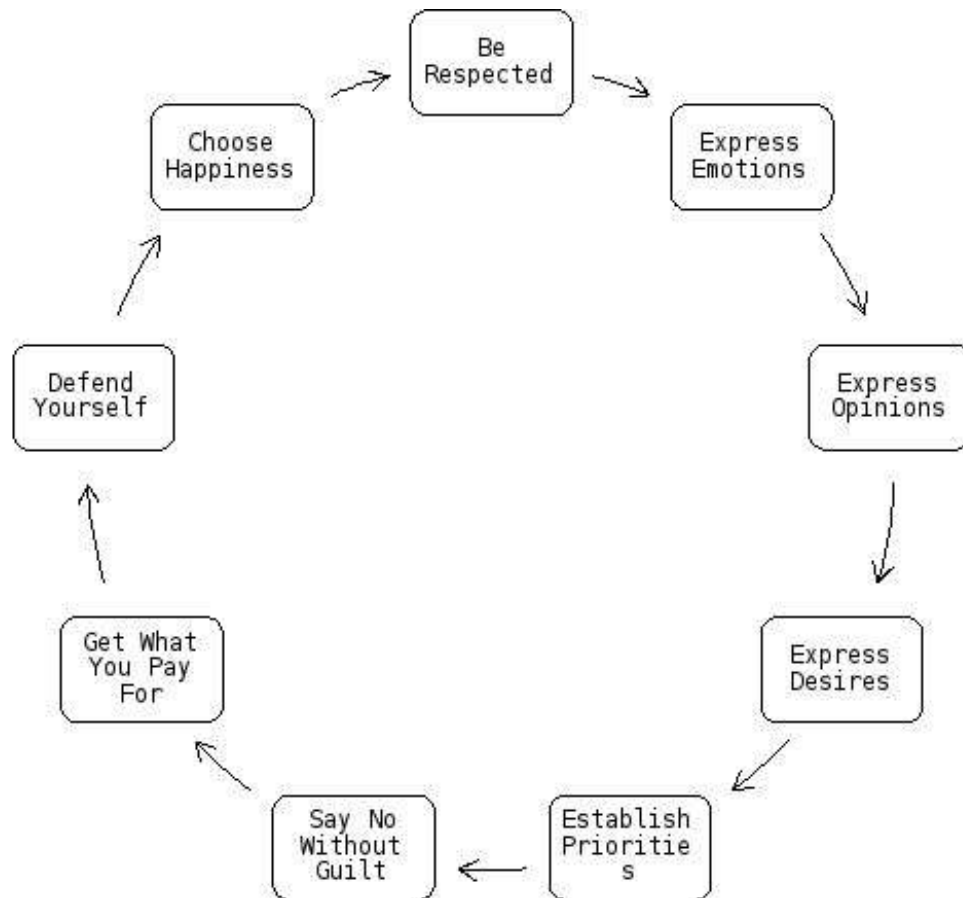 Be
Respected
Express
Emotions
Express
Opinions
Express
Desires
Establish
Prioritie
s
Say No
Without
Guilt
Get What
You Pay
For
Defend
Yourself
Choose
Happiness